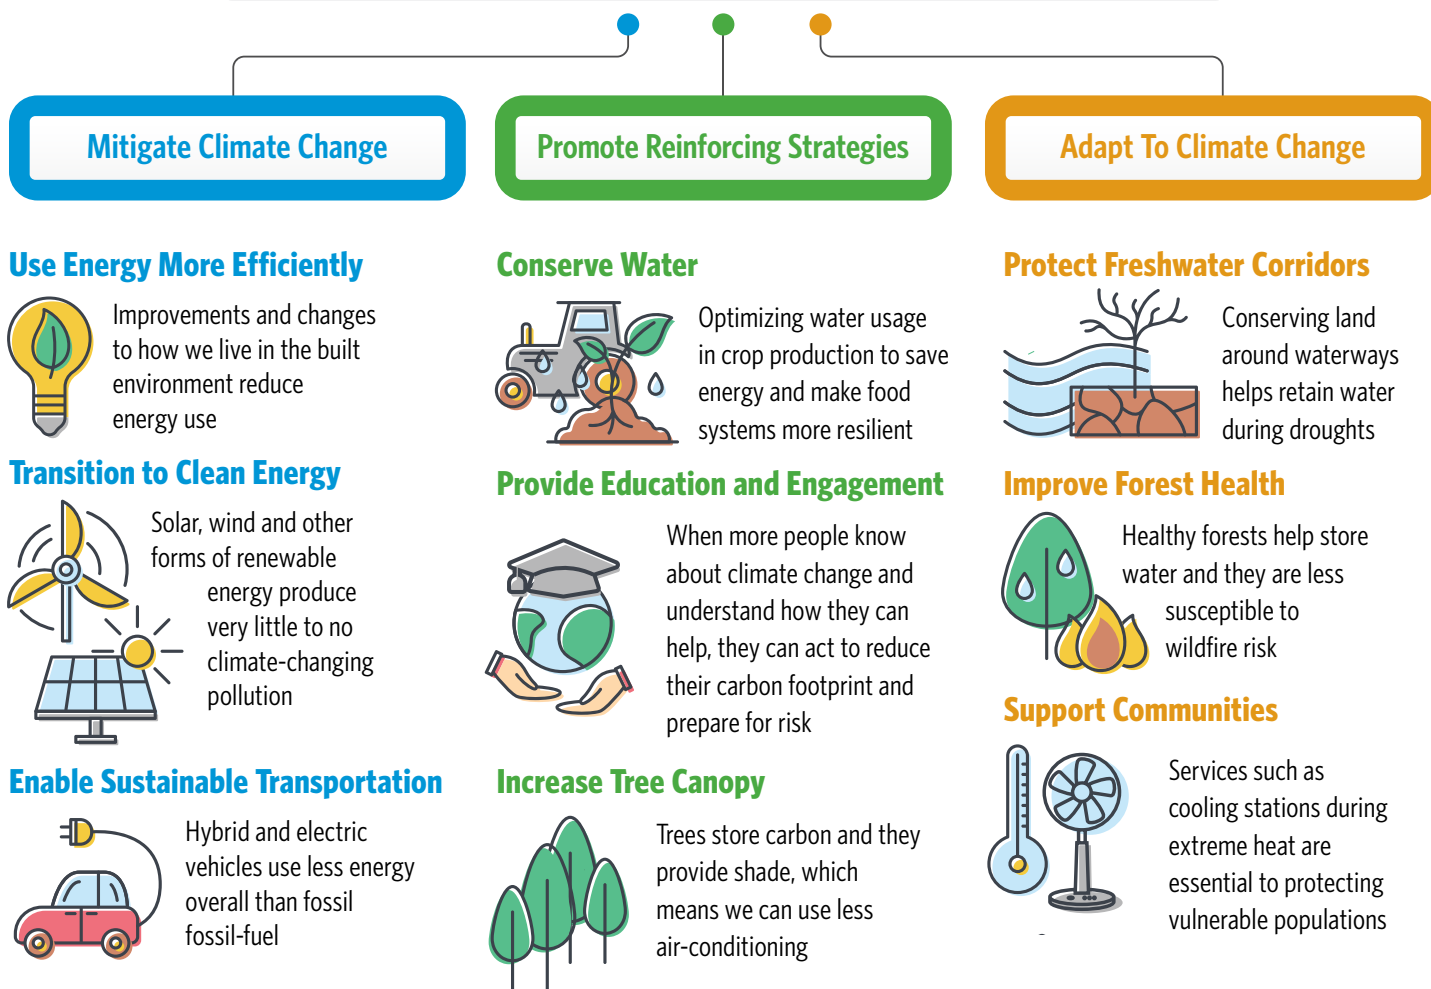 Mitigate Climate Change
Promote Reinforcing Strategies
Adapt To Climate Change
Use Energy More Efficiently
Improvements and changes
to how we live in the built
environment reduce
energy use
Transition to Clean Energy
Solar, wind and other
forms of renewable
energy produce
very little to no
climate-changing
pollution
Enable Sustainable Transportation
Hybrid and electric
vehicles use less energy
overall than fossil
fossil-fuel
Conserve Water
Optimizing water usage
in crop production to save
energy and make food
systems more resilient
Provide Education and Engagement
When more people know
about climate change and
understand how they can
help, they can act to reduce
their carbon footprint and
prepare for risk
Increase Tree Canopy
Trees store carbon and they
provide shade, which
means we can use less
air-conditioning
Protect Freshwater Corridors
Conserving land
around waterways
helps retain water
during droughts
Improve Forest Health
Healthy forests help store
water and they are less
susceptible to
wildfire risk
Support Communities
Services such as
cooling stations during
extreme heat are
essential to protecting
vulnerable populations